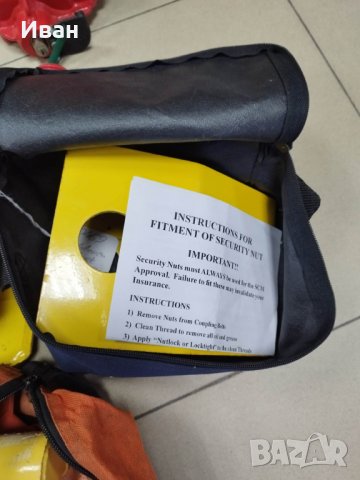 Иван
INSTRUCTIONS FOR
FITMENT OF SECURITY NUT
IMPORTANT!!
Security Nuts must ALWAYS be used for the SCM
Approval. Failure to fit these may invalidate your
Insurance.
INSTRUCTIONS
1) Remove Nuts from Coupling Bolts
2) Clean Thread to remove all oil and grease
3) Apply "Nutlock or Locktight" to the clean Threads
BAZAR
bg